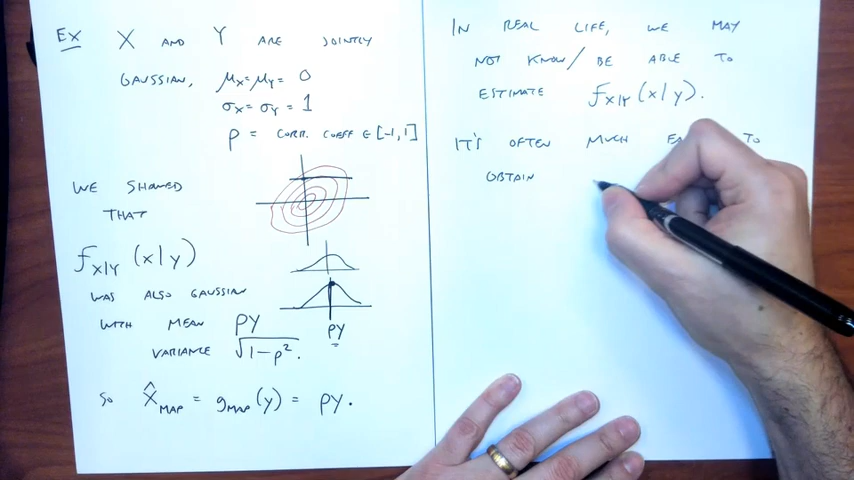 EX X AND Y ARE JOINTLY
GAUSSIAN, μX = μY = 0
σX = σY = 1
ρ = CORR. COEFF ∈ [-1,1]
WE SHOWED
THAT
fX|Y (x|y)
WAS ALSO GAUSSIAN
WITH MEAN ρY
VARIANCE √1-ρ².
ρY
SO X̂MAP = gMAP(y) = ρY.
IN REAL LIFE, WE MAY
NOT KNOW/BE ABLE TO
ESTIMATE fX|Y (x|y).
IT'S OFTEN MUCH TO
OBTAIN